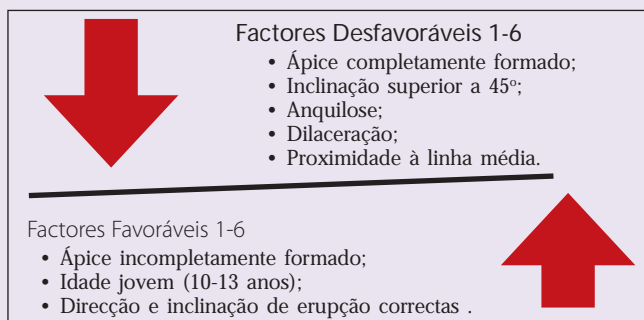 Factores Desfavoráveis 1-6
• Ápice completamente formado;
• Inclinação superior a 45º;
• Anquilose;
• Dilaceração;
• Proximidade à linha média.
Factores Favoráveis 1-6
• Ápice incompletamente formado;
• Idade jovem (10-13 anos);
• Direcção e inclinação de erupção correctas .